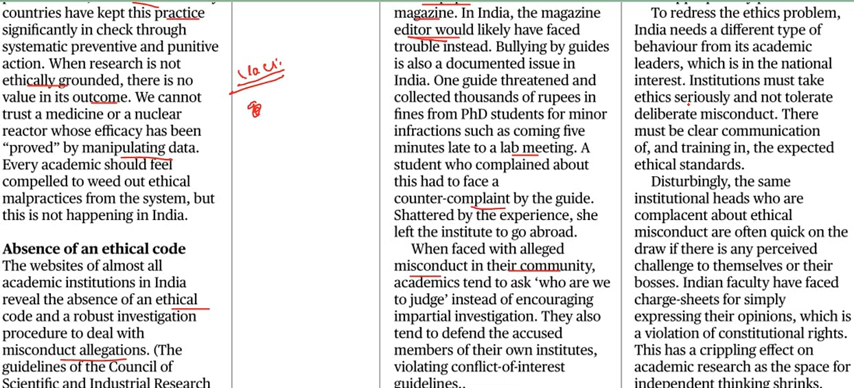 countries have kept this practice
significantly in check through
systematic preventive and punitive
action. When research is not
ethically grounded, there is no
value in its outcome. We cannot
trust a medicine or a nuclear
reactor whose efficacy has been
“proved” by manipulating data.
Every academic should feel
compelled to weed out ethical
malpractices from the system, but
this is not happening in India.
Absence of an ethical code
The websites of almost all
academic institutions in India
reveal the absence of an ethical
code and a robust investigation
procedure to deal with
misconduct allegations. (The
guidelines of the Council of
Scientific and Industrial Research
magazine. In India, the magazine
editor would likely have faced
trouble instead. Bullying by guides
is also a documented issue in
India. One guide threatened and
collected thousands of rupees in
fines from PhD students for minor
infractions such as coming five
minutes late to a lab meeting. A
student who complained about
this had to face a
counter-complaint by the guide.
Shattered by the experience, she
left the institute to go abroad.
When faced with alleged
misconduct in their community,
academics tend to ask ‘who are we
to judge’ instead of encouraging
impartial investigation. They also
tend to defend the accused
members of their own institutes,
violating conflict-of-interest
guidelines..
To redress the ethics problem,
India needs a different type of
behaviour from its academic
leaders, which is in the national
interest. Institutions must take
ethics seriously and not tolerate
deliberate misconduct. There
must be clear communication
of, and training in, the expected
ethical standards.
Disturbingly, the same
institutional heads who are
complacent about ethical
misconduct are often quick on the
draw if there is any perceived
challenge to themselves or their
bosses. Indian faculty have faced
charge-sheets for simply
expressing their opinions, which is
a violation of constitutional rights.
This has a crippling effect on
academic research as the space for
independent thinking shrinks.